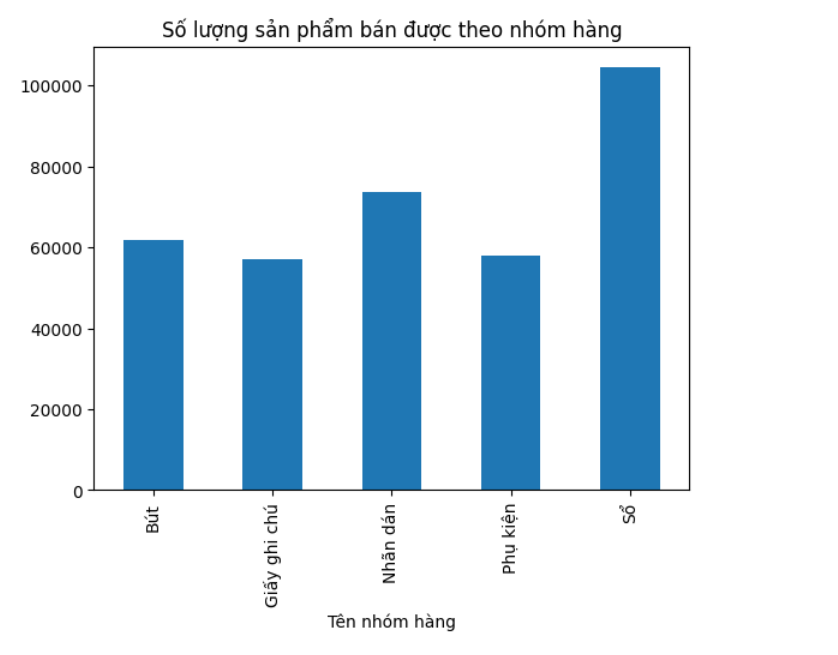 Số lượng sản phẩm bán được theo nhóm hàng
100000
80000
60000
40000
20000
0
Bút
Giấy ghi chú
Nhãn dán
Phụ kiện
Sổ
Tên nhóm hàng